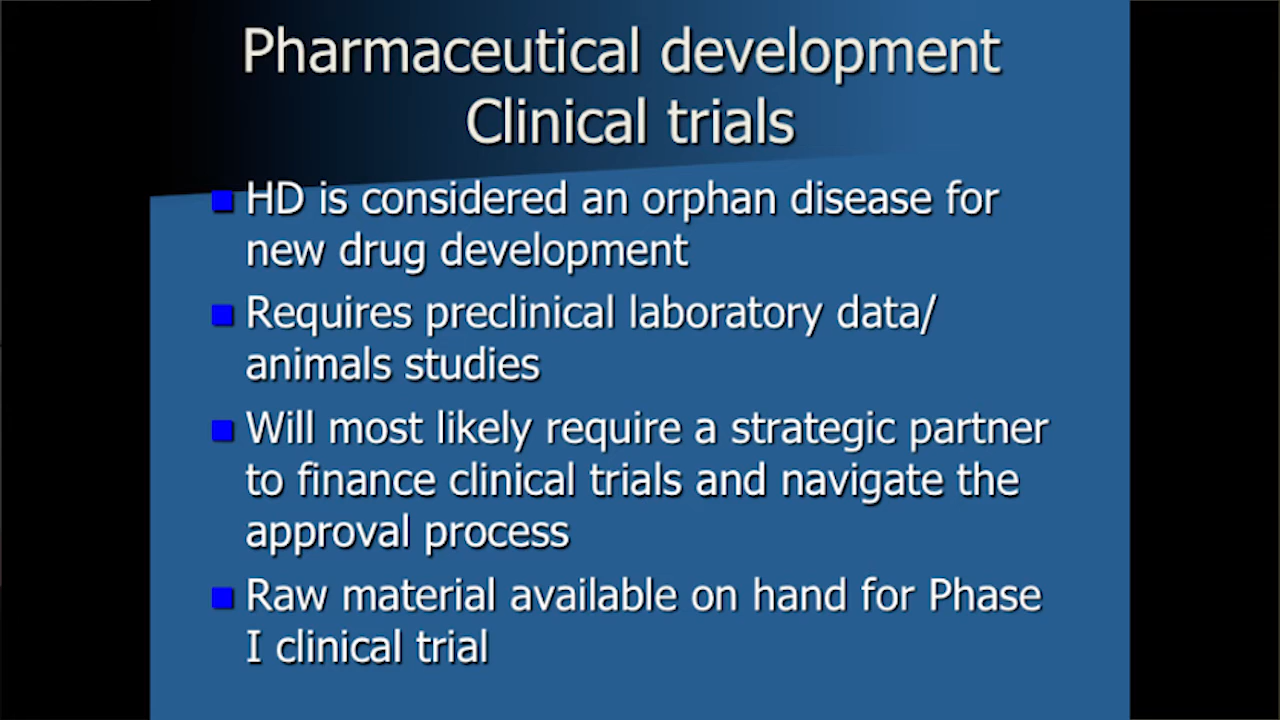 Pharmaceutical development
Clinical trials
HD is considered an orphan disease for
new drug development
Requires preclinical laboratory data/
animals studies
Will most likely require a strategic partner
to finance clinical trials and navigate the
approval process
Raw material available on hand for Phase
I clinical trial